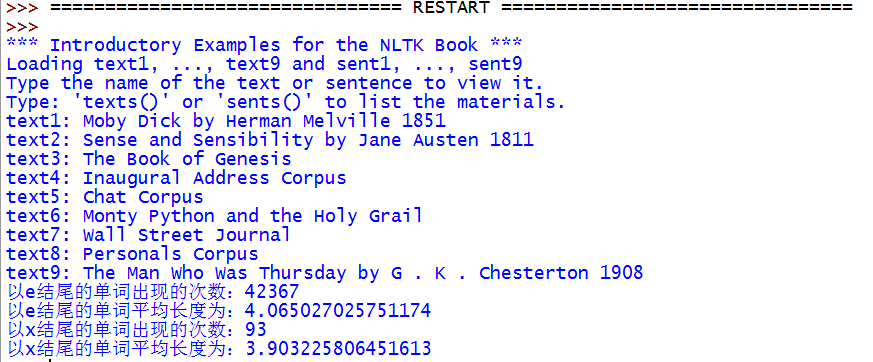 >>> ================================ RESTART ================================
>>>
*** Introductory Examples for the NLTK Book ***
Loading text1, ..., text9 and sent1, ..., sent9
Type the name of the text or sentence to view it.
Type: 'texts()' or 'sents()' to list the materials.
text1: Moby Dick by Herman Melville 1851
text2: Sense and Sensibility by Jane Austen 1811
text3: The Book of Genesis
text4: Inaugural Address Corpus
text5: Chat Corpus
text6: Monty Python and the Holy Grail
text7: Wall Street Journal
text8: Personals Corpus
text9: The Man Who Was Thursday by G . K . Chesterton 1908
以e结尾的单词出现的次数：42367
以e结尾的单词平均长度为：4.065027025751174
以x结尾的单词出现的次数：93
以x结尾的单词平均长度为：3.903225806451613